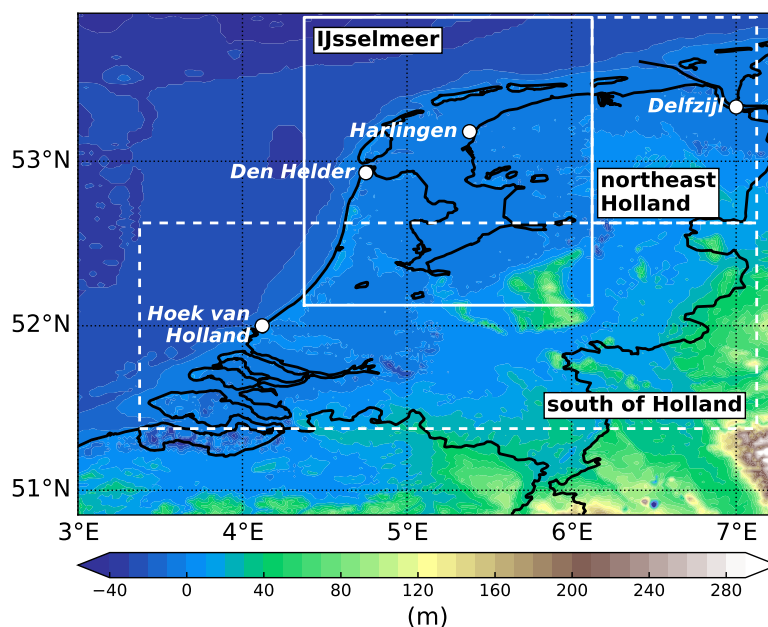 IJsselmeer
Delfzijl
Harlingen
53°N
Den Helder
northeast
Holland
Hoek van
Holland
52°N
south of Holland
51°N
3°E 4°E 5°E 6°E 7°E
−40 0 40 80 120 160 200 240 280
(m)